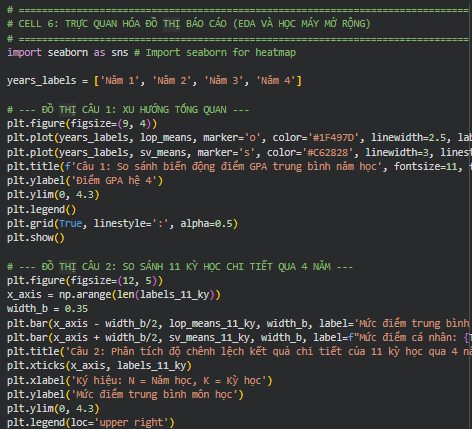 # ==============================================================================
# CELL 6: TRỰC QUAN HÓA ĐỒ THỊ BÁO CÁO (EDA VÀ HỌC MÁY MỞ RỘNG)
# ==============================================================================
import seaborn as sns # Import seaborn for heatmap
years_labels = ['Năm 1', 'Năm 2', 'Năm 3', 'Năm 4']
# --- ĐỒ THỊ CÂU 1: XU HƯỚNG TỔNG QUAN ---
plt.figure(figsize=(9, 4))
plt.plot(years_labels, lop_means, marker='o', color='#1F497D', linewidth=2.5, lab
plt.plot(years_labels, sv_means, marker='s', color='#C62828', linewidth=3, linest
plt.title(f'Câu 1: So sánh biến động điểm GPA trung bình năm học', fontsize=11, f
plt.ylabel('Điểm GPA hệ 4')
plt.ylim(0, 4.3)
plt.legend()
plt.grid(True, linestyle=':', alpha=0.5)
plt.show()
# --- ĐỒ THỊ CÂU 2: SO SÁNH 11 KỲ HỌC CHI TIẾT QUA 4 NĂM ---
plt.figure(figsize=(12, 5))
x_axis = np.arange(len(labels_11_ky))
width_b = 0.35
plt.bar(x_axis - width_b/2, lop_means_11_ky, width_b, label='Mức điểm trung bình
plt.bar(x_axis + width_b/2, sv_means_11_ky, width_b, label=f"Mức điểm cá nhân: {
plt.title('Câu 2: Phân tích độ chênh lệch kết quả chi tiết của 11 kỳ học qua 4 nă
plt.xticks(x_axis, labels_11_ky)
plt.xlabel('Ký hiệu: N = Năm học, K = Kỳ học')
plt.ylabel('Mức điểm trung bình môn học')
plt.ylim(0, 4.3)
plt.legend(loc='upper right')